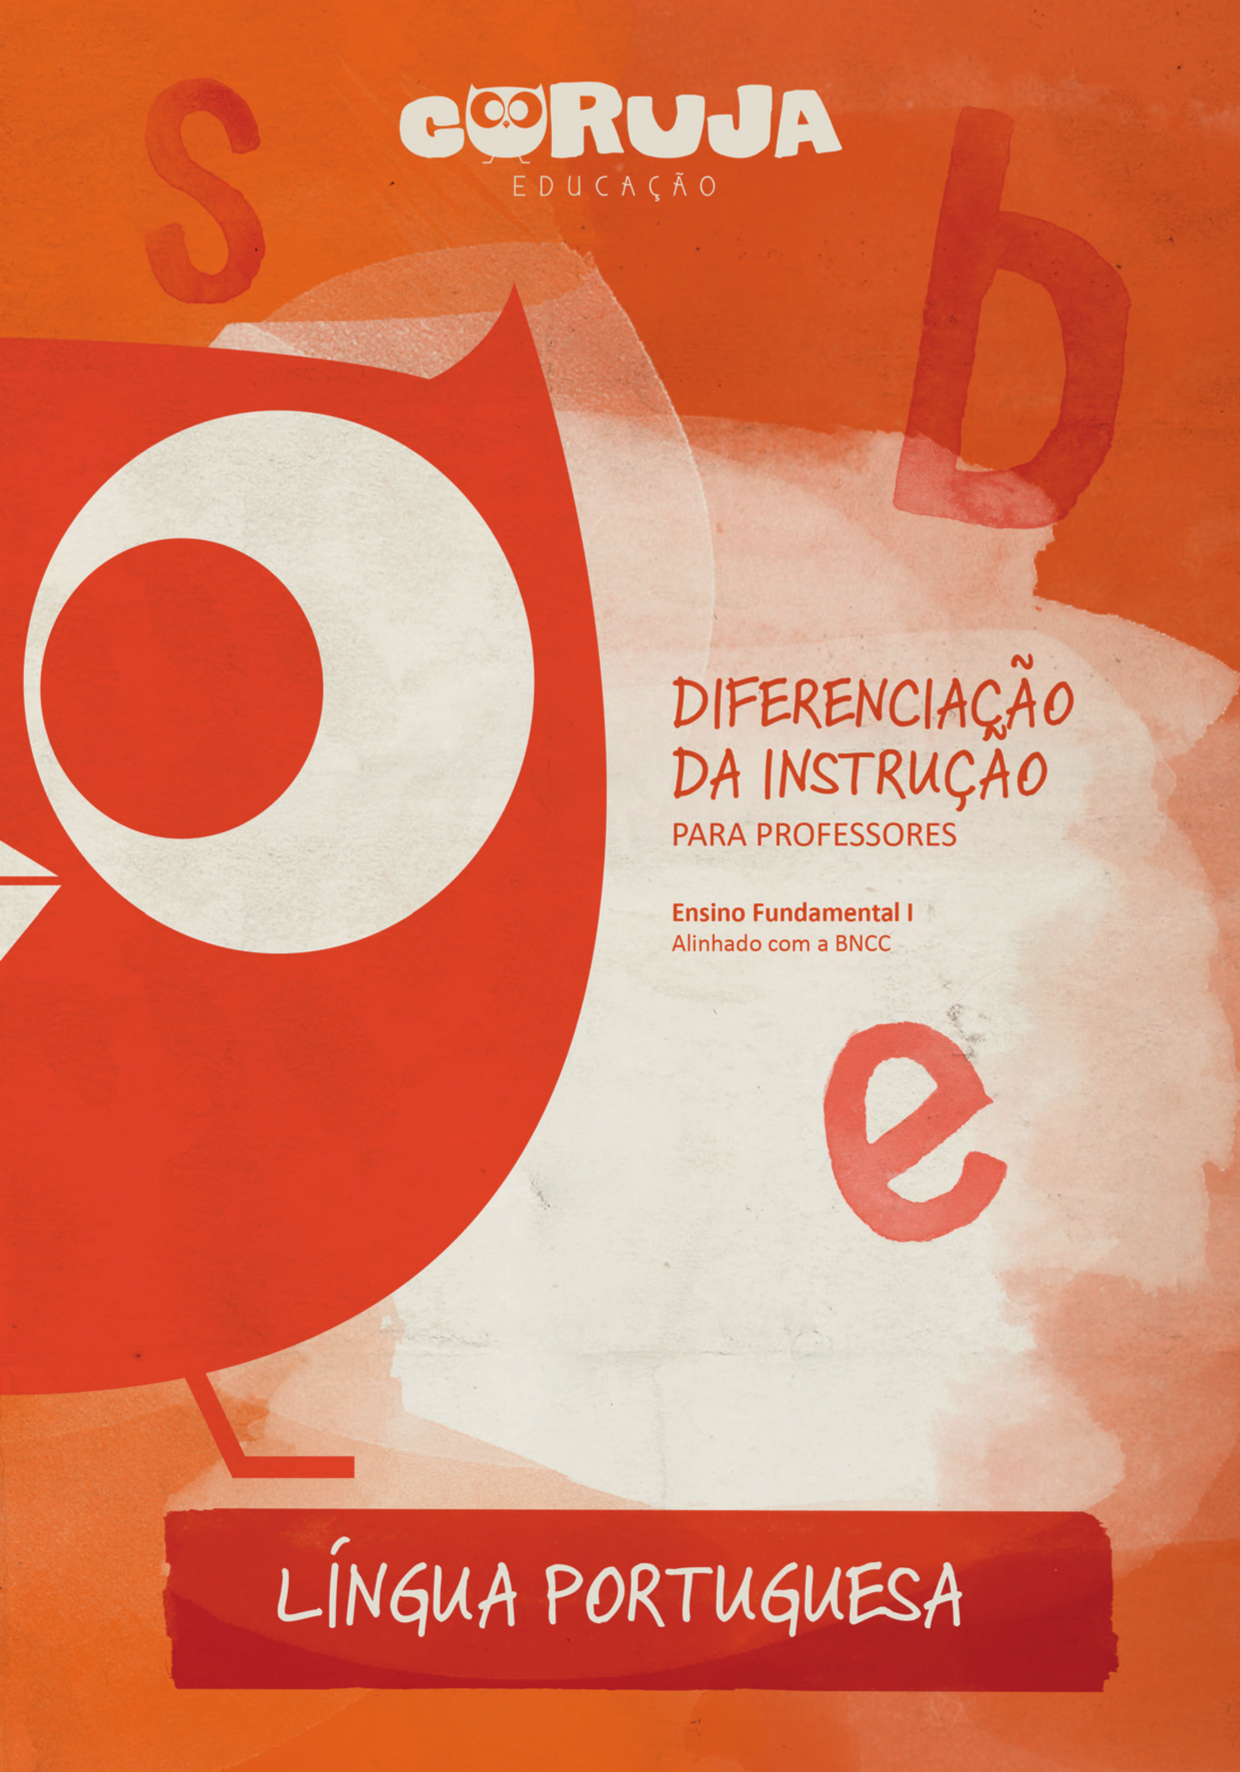 s
b
CORUJA
EDUCAÇÃO
DIFERENCIAÇÃO
DA INSTRUÇÃO
PARA PROFESSORES
Ensino Fundamental I
Alinhado com a BNCC
e
LÍNGUA PORTUGUESA